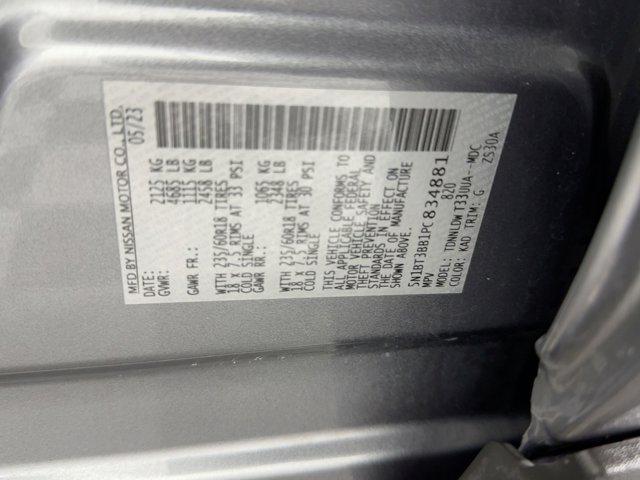 MFD BY NISSAN MOTOR CO., LTD.
DATE: 05/23
GVWR: 2125 KG
4685 LB
GAWR FR.: 1115 KG
2458 LB
WITH 235/60R18 TIRES
18 X 7.5 RIMS AT 33 PSI
COLD SINGLE
GAWR RR.: 1065 KG
2348 LB
WITH 235/60R18 TIRES
18 X 7.5 RIMS AT 30 PSI
COLD SINGLE
THIS VEHICLE CONFORMS TO
ALL APPLICABLE FEDERAL
MOTOR VEHICLE SAFETY AND
THEFT PREVENTION
STANDARDS IN EFFECT ON
THE DATE OF MANUFACTURE
SHOWN ABOVE.
5N1BT3BB1PC834881
MPV 820
MODEL: TDNNLDW T33UUA--MDC
COLOR: KAD TRIM: G ZS30A